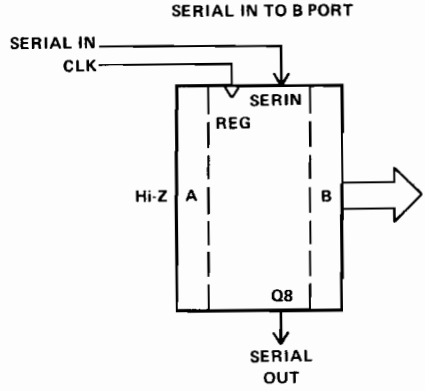 SERIAL IN TO B PORT
SERIAL IN
CLK
SERIN
REG
Hi-Z
A
B
Q8
SERIAL
OUT